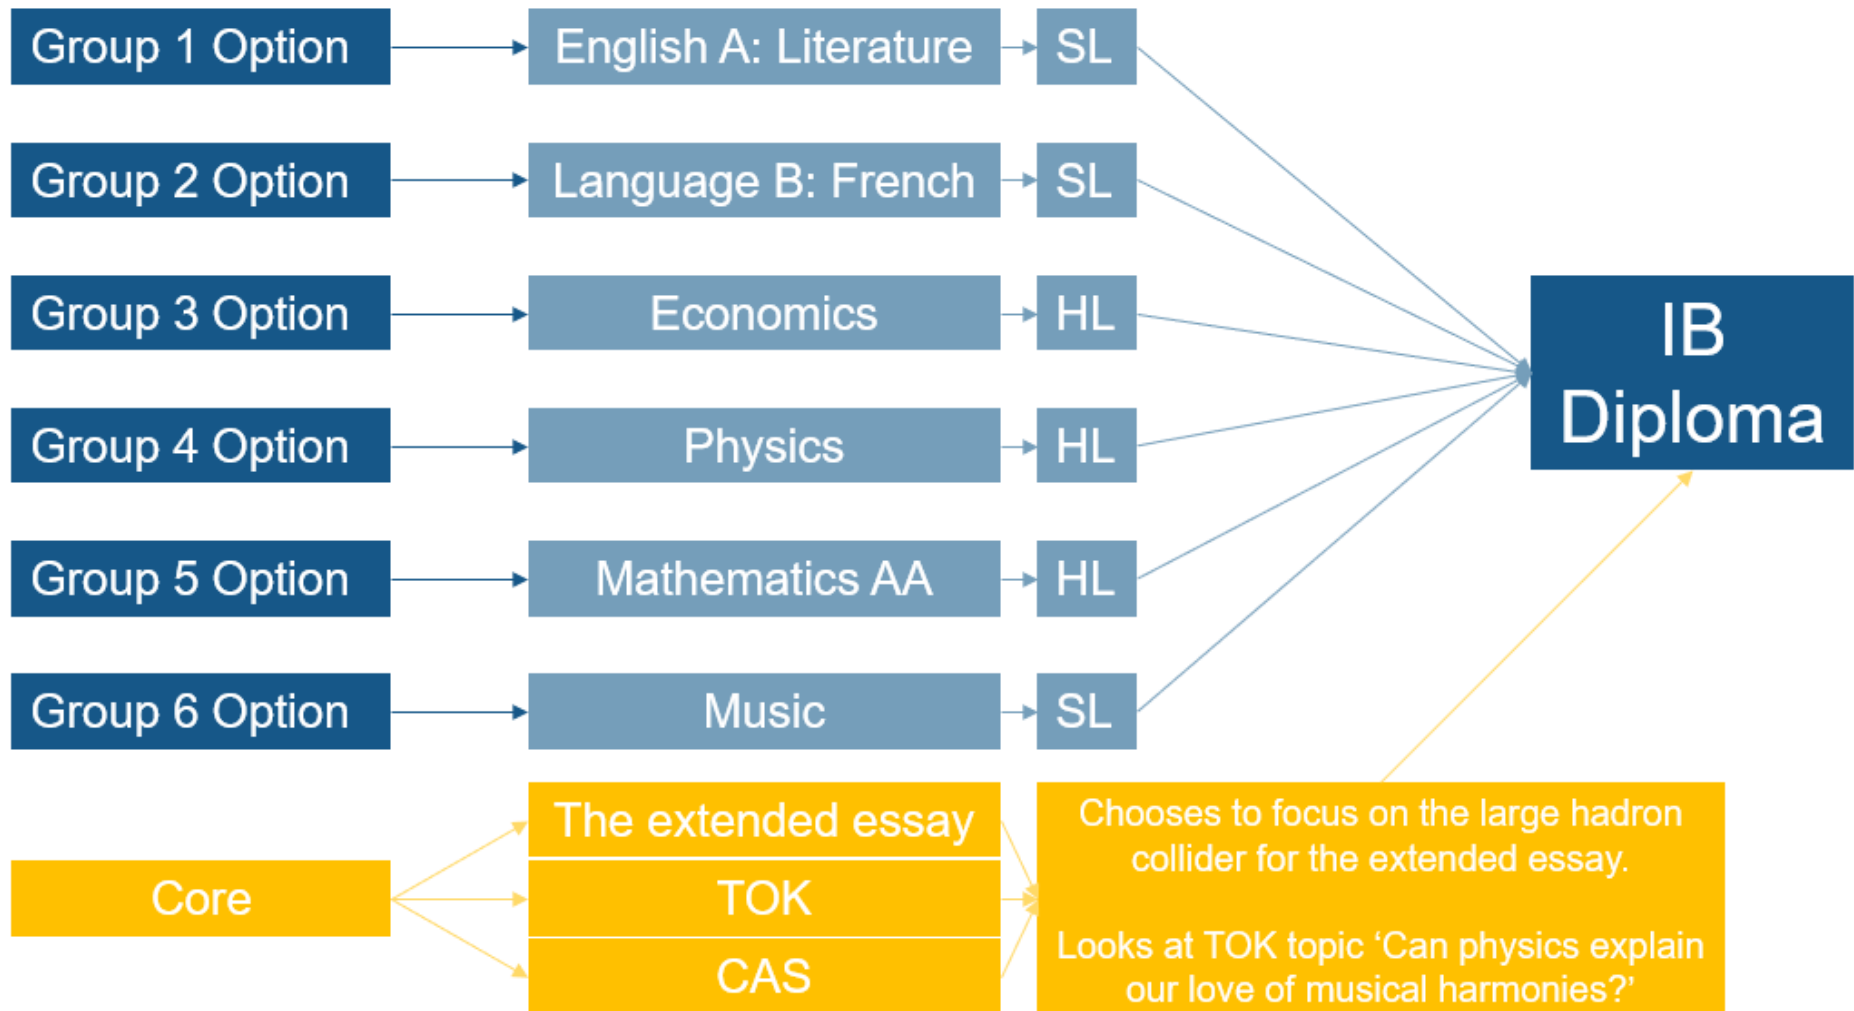 Group 1 Option
English A: Literature
SL
Group 2 Option
Language B: French
SL
Group 3 Option
Economics
HL
Group 4 Option
Physics
HL
Group 5 Option
Mathematics AA
HL
Group 6 Option
Music
SL
IB
Diploma
Core
The extended essay
TOK
CAS
Chooses to focus on the large hadron
collider for the extended essay.
Looks at TOK topic ‘Can physics explain
our love of musical harmonies?’